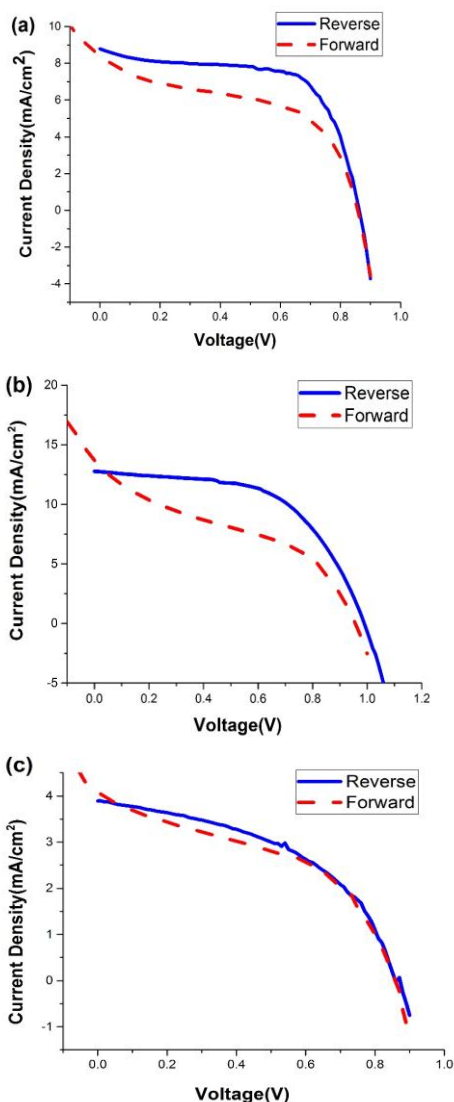 (a)
Reverse
Forward
Current Density(mA/cm²)
10
8
6
4
2
0
-2
-4
0.0 0.2 0.4 0.6 0.8 1.0
Voltage(V)
(b)
Reverse
Forward
Current Density(mA/cm²)
20
15
10
5
0
-5
0.0 0.2 0.4 0.6 0.8 1.0 1.2
Voltage(V)
(c)
Reverse
Forward
Current Density(mA/cm²)
4
3
2
1
0
-1
0.0 0.2 0.4 0.6 0.8 1.0
Voltage(V)